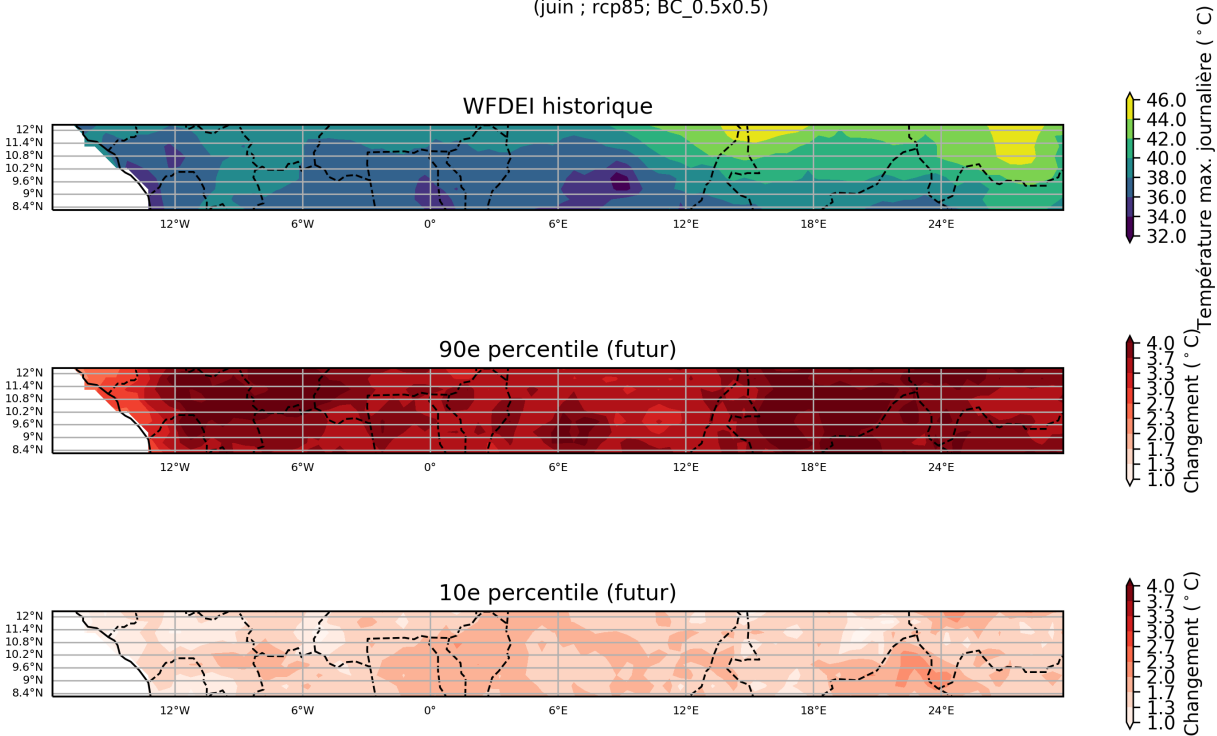 (juin ; rcp85; BC_0.5x0.5)
WFDEI historique
12°N
11.4°N
10.8°N
10.2°N
9.6°N
9°N
8.4°N
12°W
6°W
0°
6°E
12°E
18°E
24°E
46.0
44.0
42.0
40.0
38.0
36.0
34.0
32.0
Température max. journalière (°C)
90e percentile (futur)
12°N
11.4°N
10.8°N
10.2°N
9.6°N
9°N
8.4°N
12°W
6°W
0°
6°E
12°E
18°E
24°E
4.0
3.7
3.3
3.0
2.7
2.3
2.0
1.7
1.3
1.0
Changement (°C)
10e percentile (futur)
12°N
11.4°N
10.8°N
10.2°N
9.6°N
9°N
8.4°N
12°W
6°W
0°
6°E
12°E
18°E
24°E
4.0
3.7
3.3
3.0
2.7
2.3
2.0
1.7
1.3
1.0
Changement (°C)